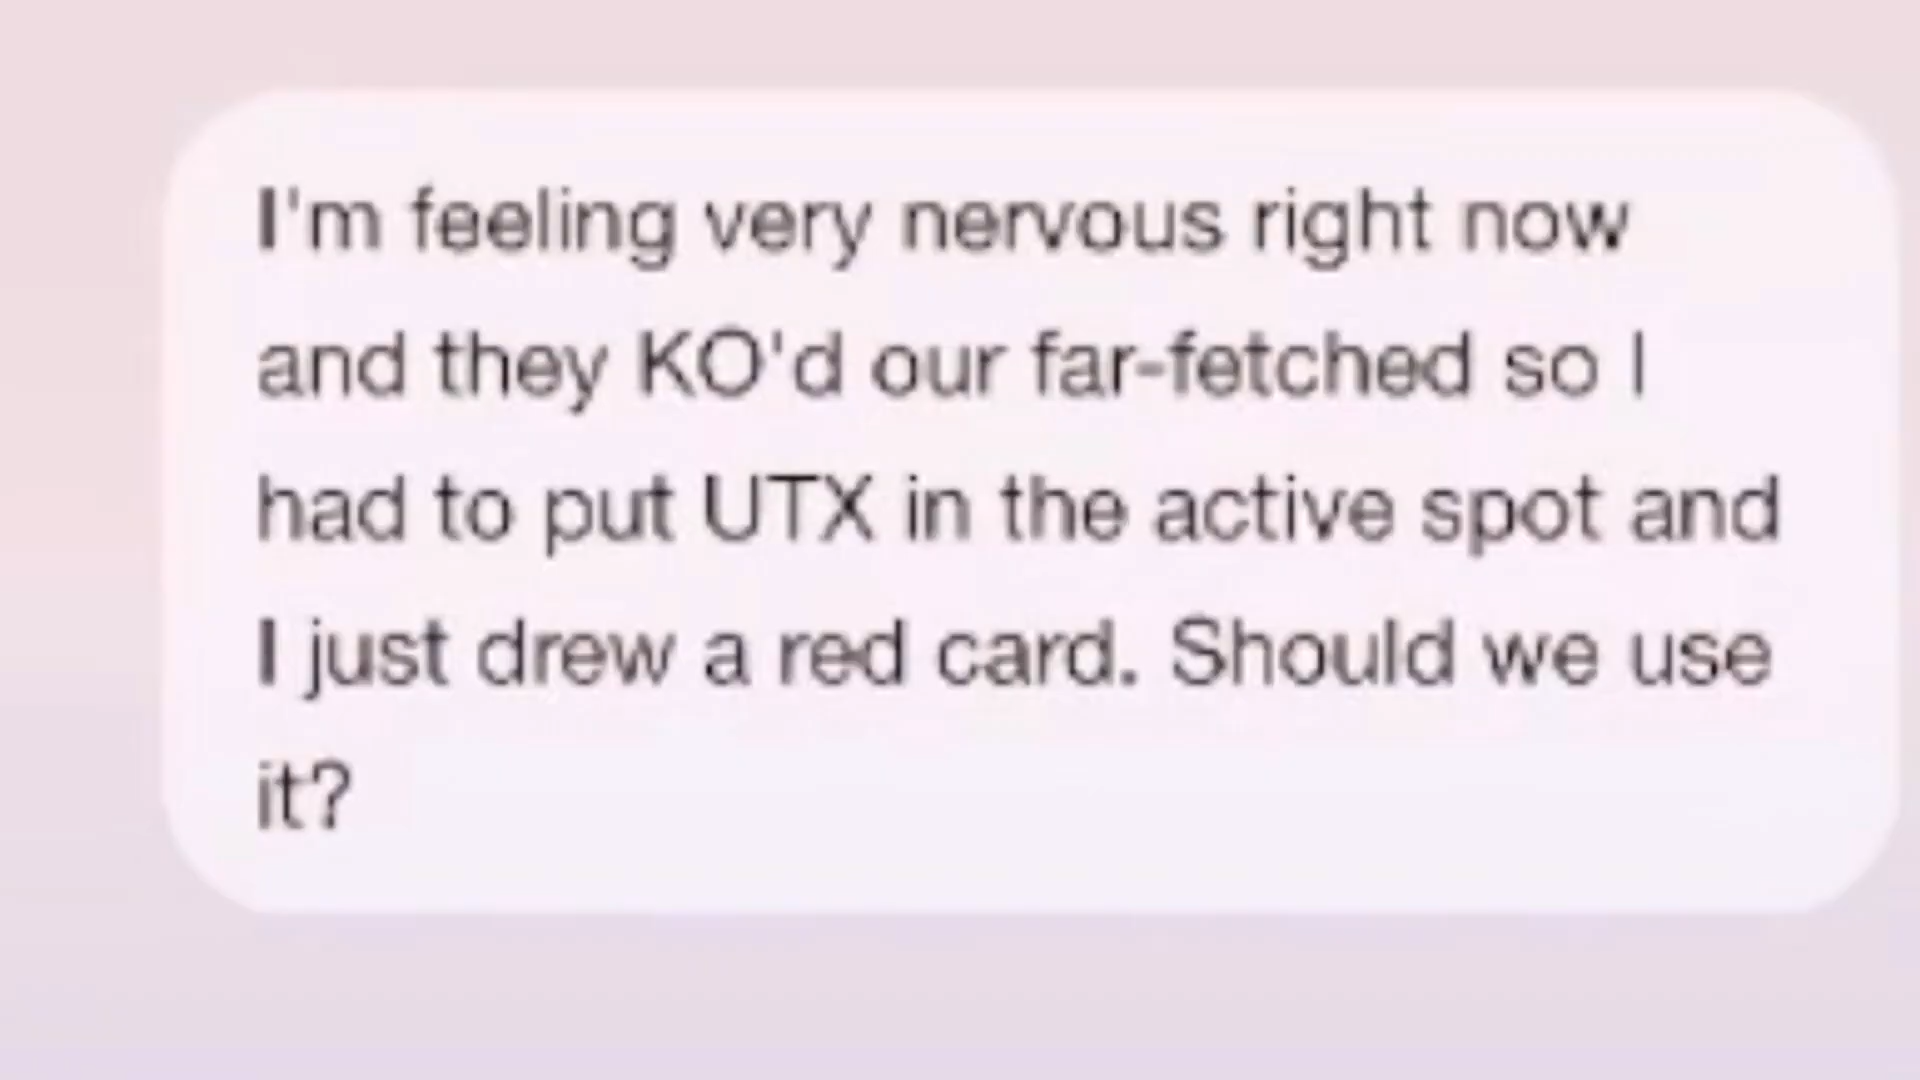 I'm feeling very nervous right now
and they KO'd our far-fetched so I
had to put UTX in the active spot and
I just drew a red card. Should we use
it?